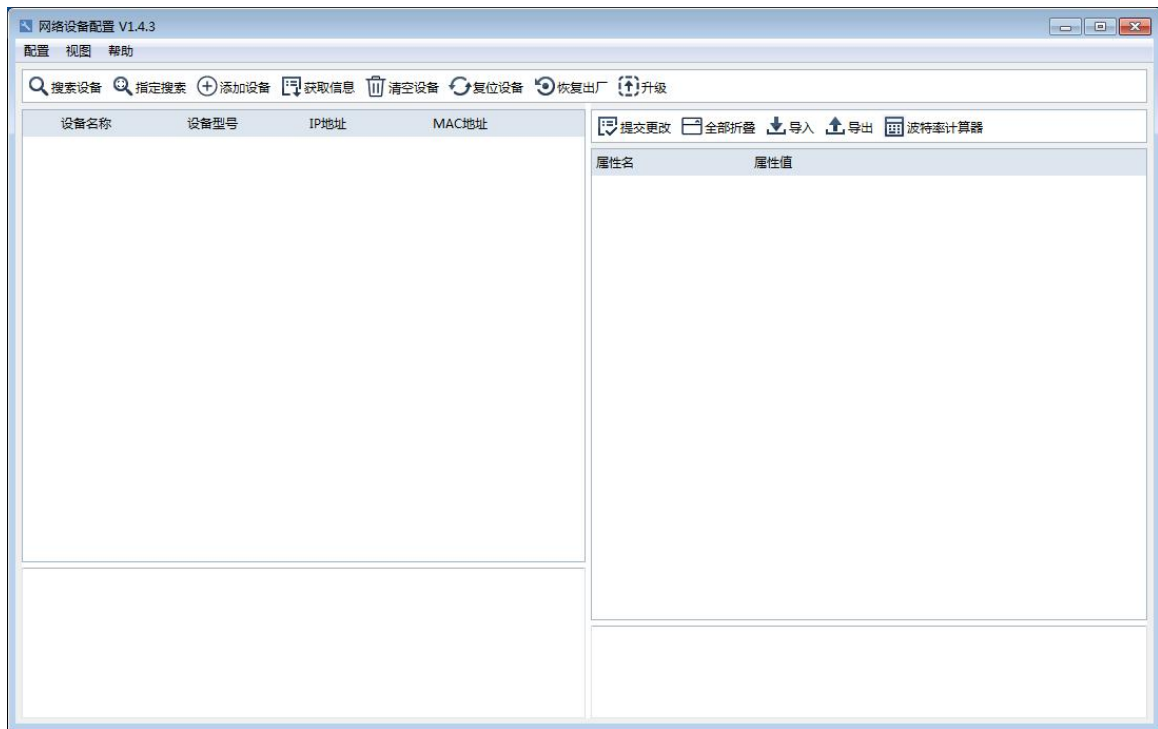 网络设备配置 V1.4.3
配置 视图 帮助
搜索设备 指定搜索 添加设备 获取信息 清空设备 复位设备 恢复出厂 升级
设备名称 设备型号 IP地址 MAC地址
提交更改 全部折叠 导入 导出 波特率计算器
属性名 属性值